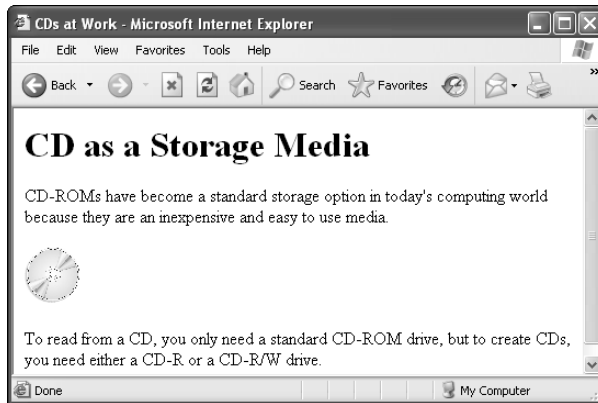 CDs at Work - Microsoft Internet Explorer
File Edit View Favorites Tools Help
Back Search Favorites »
CD as a Storage Media
CD-ROMs have become a standard storage option in today's computing world
because they are an inexpensive and easy to use media.
To read from a CD, you only need a standard CD-ROM drive, but to create CDs,
you need either a CD-R or a CD-R/W drive.
Done My Computer